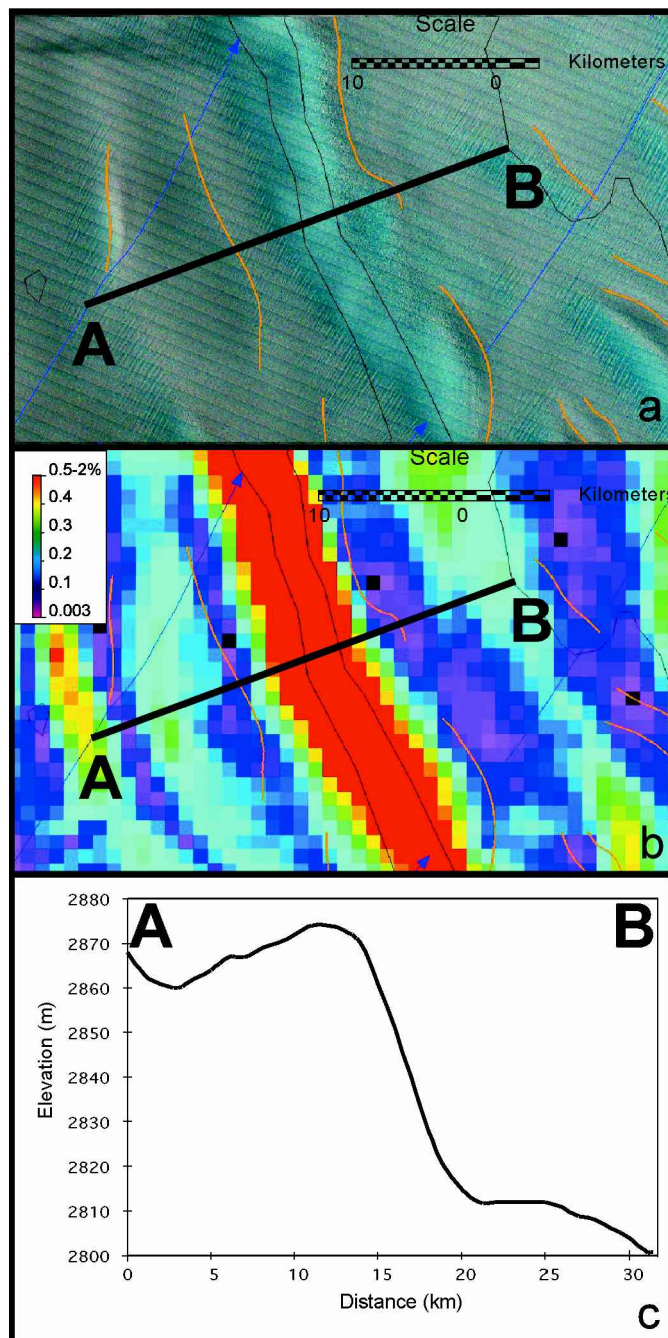 Scale
Kilometers
10 0
A
B
a
0.5-2%
0.4
0.3
0.2
0.1
0.003
Scale
Kilometers
10 0
A
B
b
A
B
2880
2870
2860
2850
2840
2830
2820
2810
2800
Elevation (m)
0 5 10 15 20 25 30
Distance (km)
c